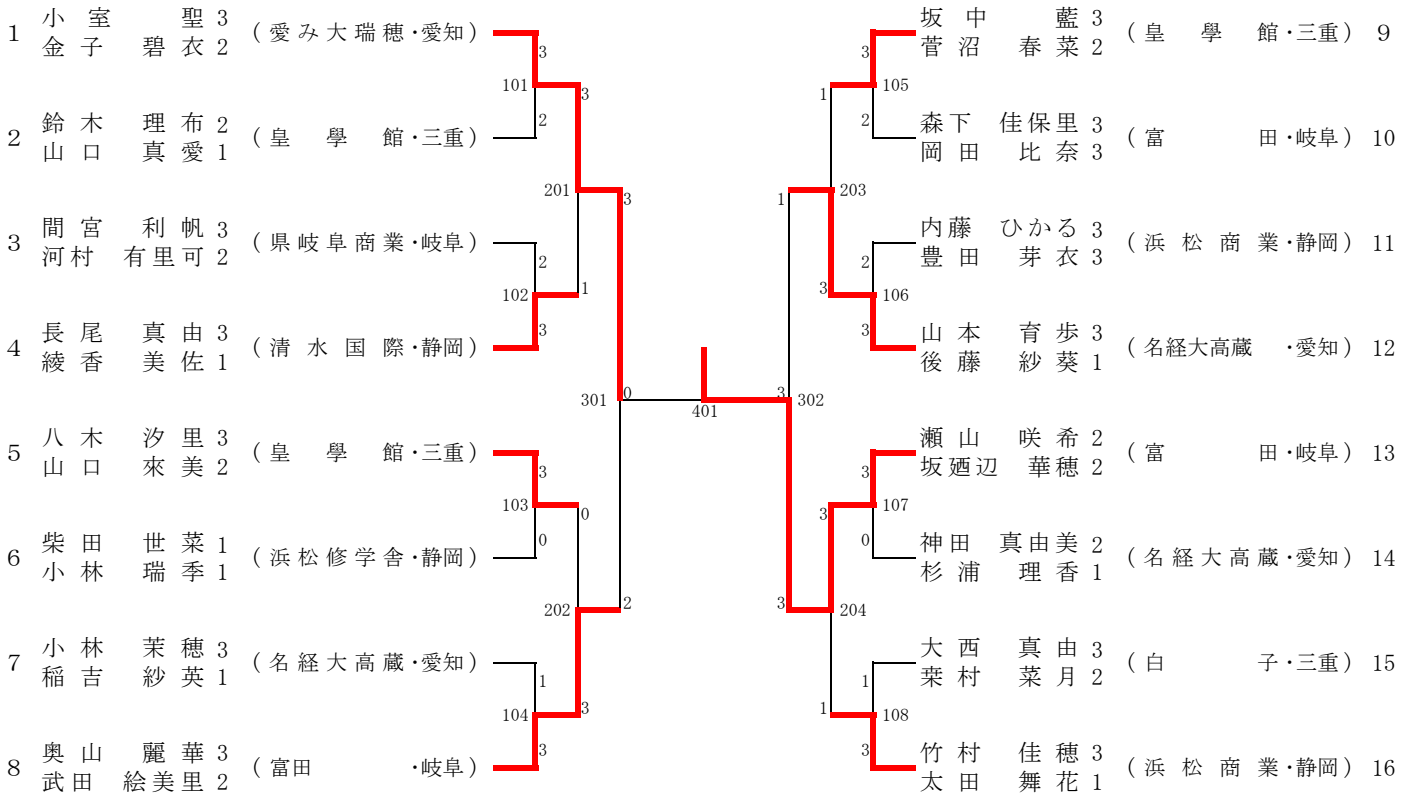 1 小室 聖 3 (愛み大瑞穂・愛知)
金子 碧衣 2
2 鈴木 理布 2 (皇學館・三重)
山口 真愛 1
3 間宮 利帆 3 (県岐阜商業・岐阜)
河村 有里可 2
4 長尾 真由 3 (清水国際・静岡)
綾香 美佐 1
5 八木 汐里 3 (皇學館・三重)
山口 來美 2
6 柴田 世菜 1 (浜松修学舎・静岡)
小林 瑞季 1
7 小林 茉穂 3 (名経大高蔵・愛知)
稲吉 紗英 1
8 奥山 麗華 3 (富田 ・岐阜)
武田 絵美里 2
3
101 3
2
201 3
2
102 1
3
301 0
3
103 0
0
202 2
1
104 3
3
401
3
1 105
2
1 203
2
3 106
3
3 302
3
3 107
0
3 204
1
1 108
3
坂中 藍 3 (皇學館・三重) 9
菅沼 春菜 2
森下 佳保里 3 (富田・岐阜) 10
岡田 比奈 3
内藤 ひかる 3 (浜松商業・静岡) 11
豊田 芽衣 3
山本 育歩 3 (名経大高蔵 ・愛知) 12
後藤 紗葵 1
瀬山 咲希 2 (富田・岐阜) 13
坂廼辺 華穂 2
神田 真由美 2 (名経大高蔵・愛知) 14
杉浦 理香 1
大西 真由 3 (白子・三重) 15
桒村 菜月 2
竹村 佳穂 3 (浜松商業・静岡) 16
太田 舞花 1